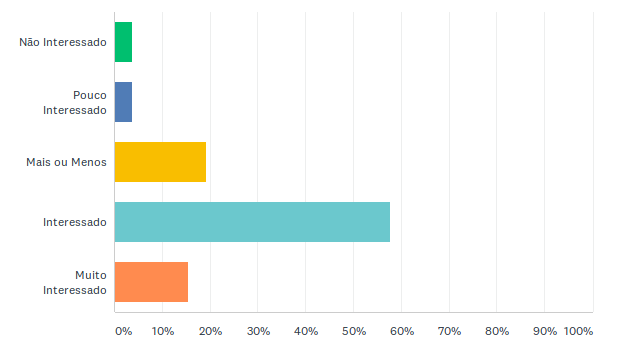 Não Interessado
Pouco
Interessado
Mais ou Menos
Interessado
Muito
Interessado
0% 10% 20% 30% 40% 50% 60% 70% 80% 90% 100%